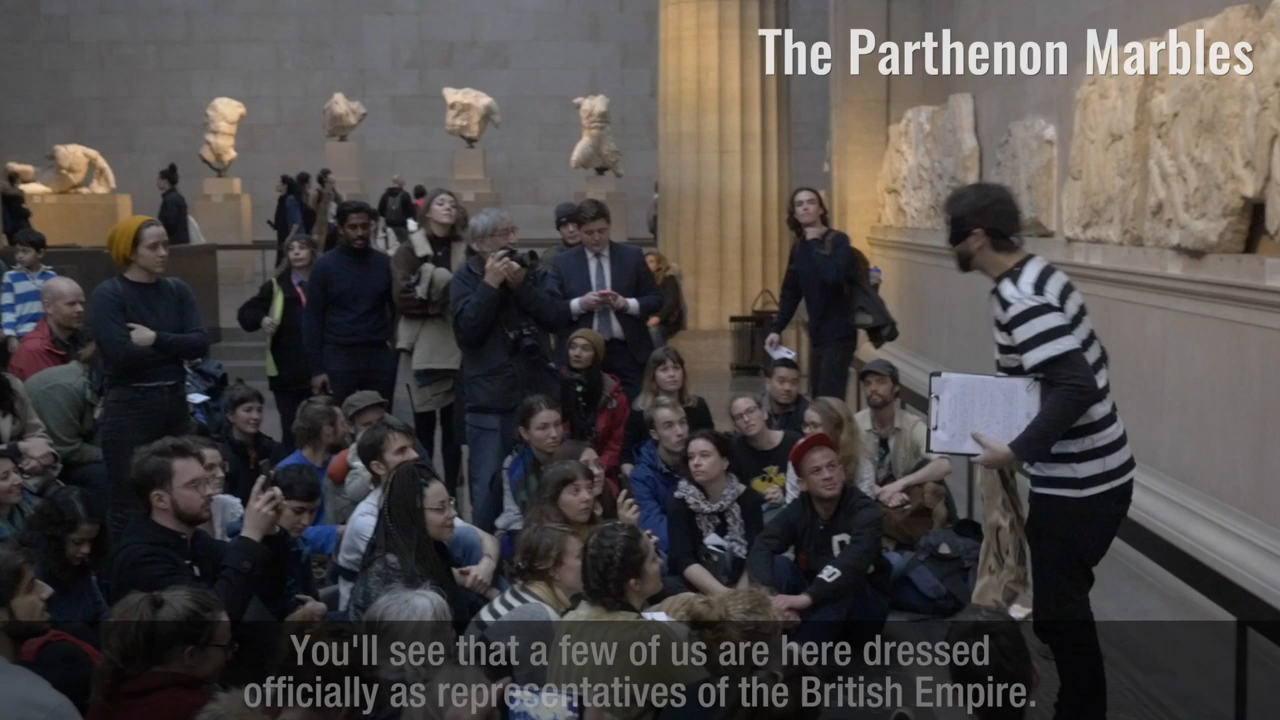 The Parthenon Marbles
You'll see that a few of us are here dressed
officially as representatives of the British Empire.